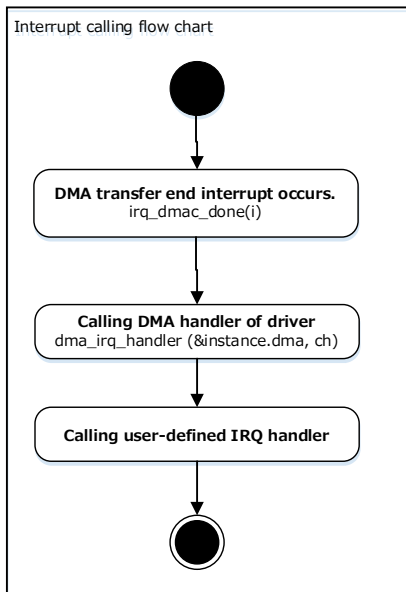 Interrupt calling flow chart
DMA transfer end interrupt occurs.
irq_dmac_done(i)
Calling DMA handler of driver
dma_irq_handler (&instance.dma, ch)
Calling user-defined IRQ handler